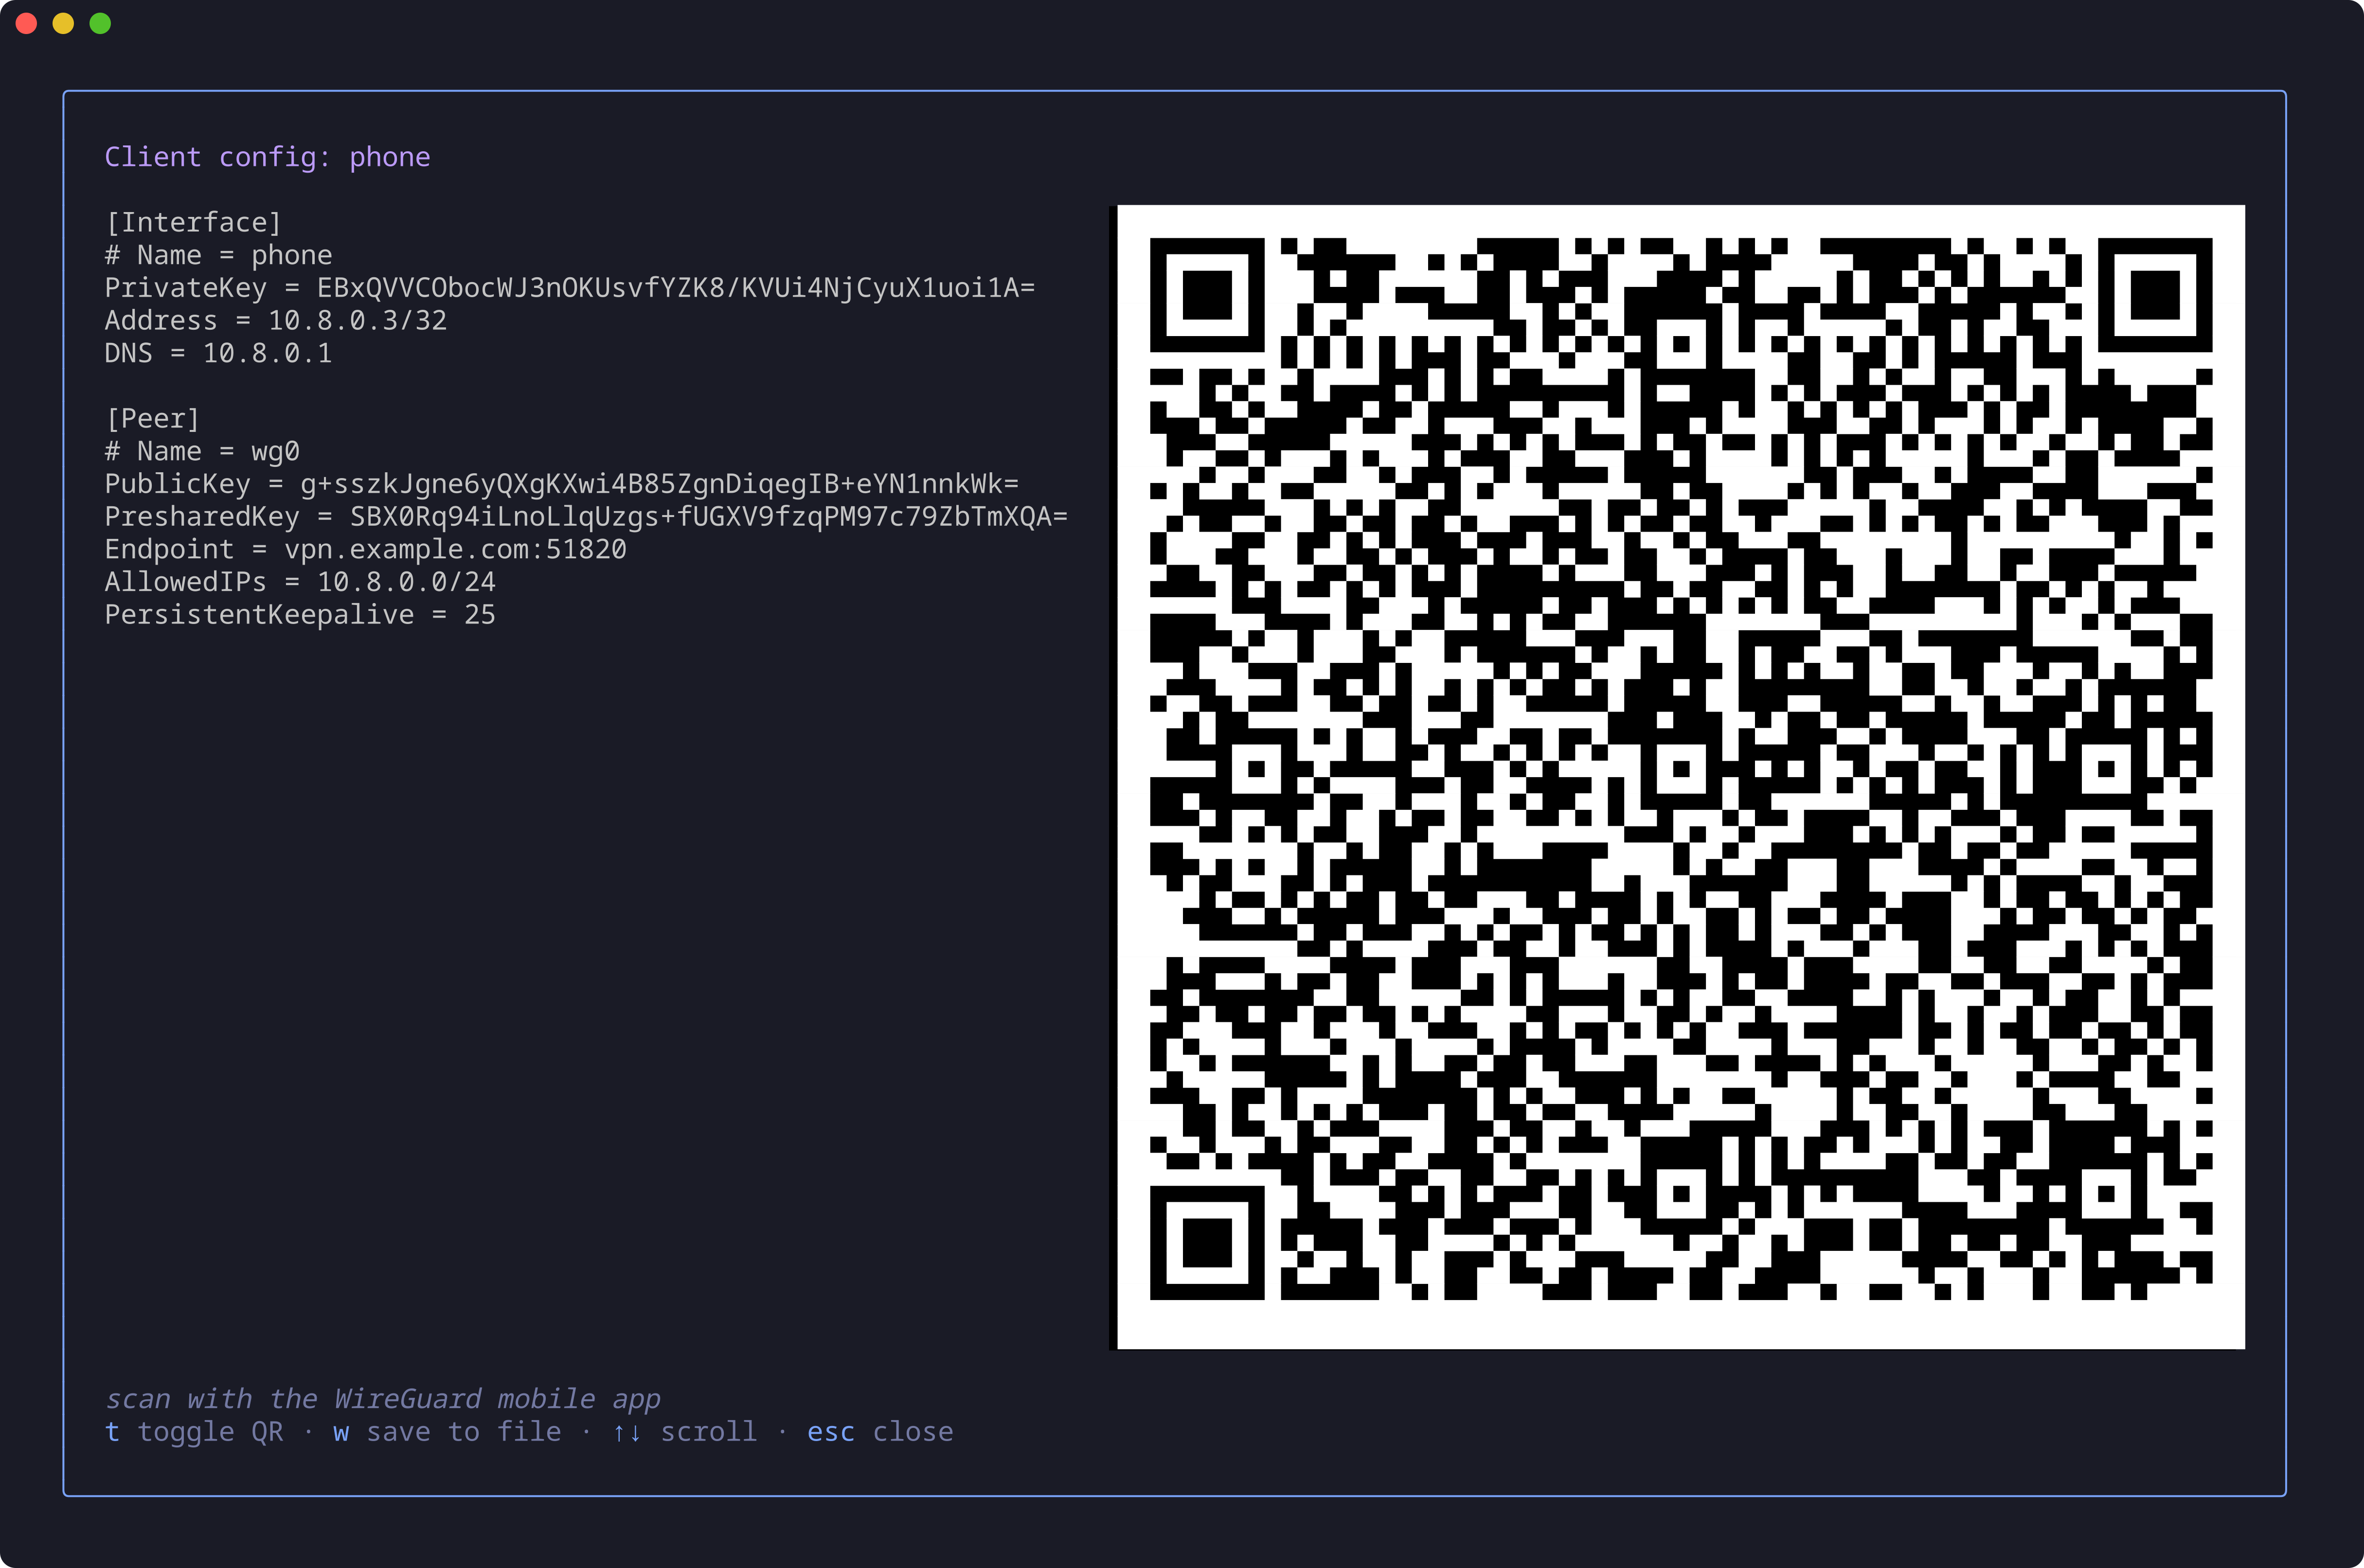 Client config: phone
[Interface]
# Name = phone
PrivateKey = EBxQVVCObocWJ3nOKUsvfYZK8/KVUi4NjCyuX1uoi1A=
Address = 10.8.0.3/32
DNS = 10.8.0.1
[Peer]
# Name = wg0
PublicKey = g+sszkJgne6yQXgKXwi4B85ZgnDiqegIB+eYN1nnkWk=
PresharedKey = SBX0Rq94iLnoLlqUzgs+fUGXV9fzqPM97c79ZbTmXQA=
Endpoint = vpn.example.com:51820
AllowedIPs = 10.8.0.0/24
PersistentKeepalive = 25
scan with the WireGuard mobile app
t toggle QR · w save to file · ↑↓ scroll · esc close